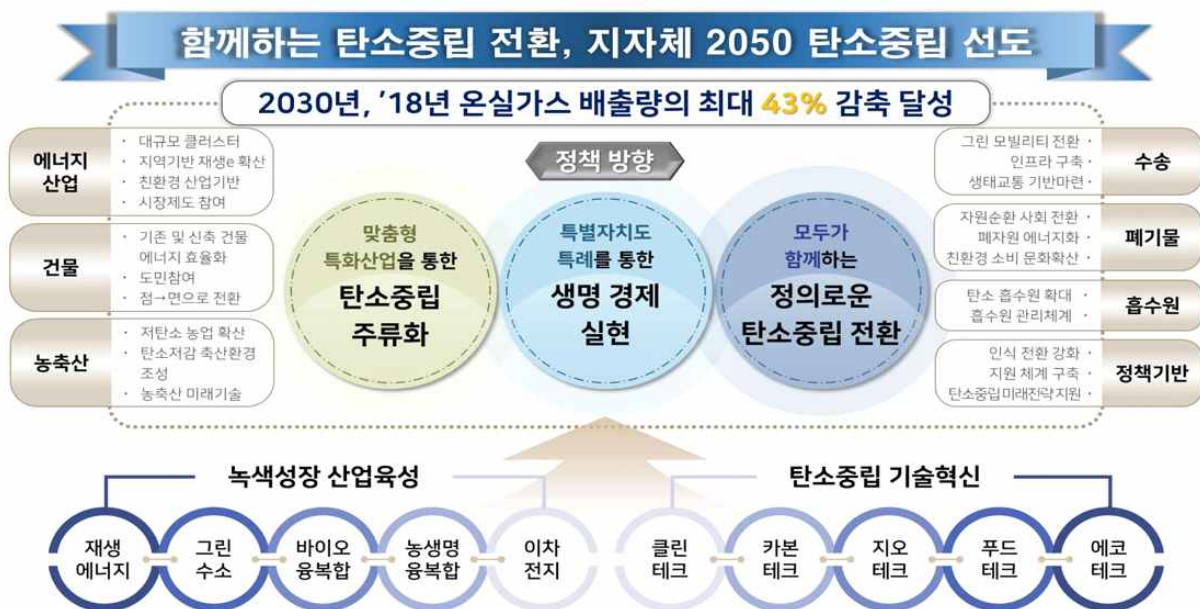 함께하는 탄소중립 전환, 지자체 2050 탄소중립 선도
2030년, '18년 온실가스 배출량의 최대 43% 감축 달성
에너지
산업
· 대규모 클러스터
· 지역기반 재생e 확산
· 친환경 산업기반
· 시장제도 참여
건물
· 기존 및 신축 건물
에너지 효율화
· 도민참여
· 점→면으로 전환
농축산
· 저탄소 농업 확산
· 탄소저감 축산환경
조성
· 농축산 미래기술
정책 방향
맞춤형
특화산업을 통한
탄소중립
주류화
특별자치도
특례를 통한
생명 경제
실현
모두가
함께하는
정의로운
탄소중립 전환
그린 모빌리티 전환 ·
인프라 구축 ·
생태교통 기반마련 ·
수송
자원순환 사회 전환 ·
폐자원 에너지화 ·
친환경 소비 문화확산 ·
폐기물
탄소 흡수원 확대 ·
흡수원 관리체계 ·
흡수원
인식 전환 강화 ·
지원 체계 구축 ·
탄소중립미래전략 지원 ·
정책기반
녹색성장 산업육성
재생
에너지
그린
수소
바이오
융복합
농생명
융복합
이차
전지
탄소중립 기술혁신
클린
테크
카본
테크
지오
테크
푸드
테크
에코
테크